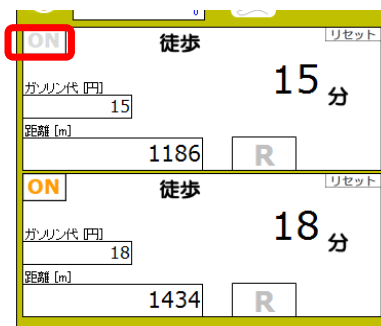 0
ON 徒歩 リセット
15 分
ガソリン代 [円]
15
距離 [m]
1186 R
ON 徒歩 リセット
18 分
ガソリン代 [円]
18
距離 [m]
1434 R